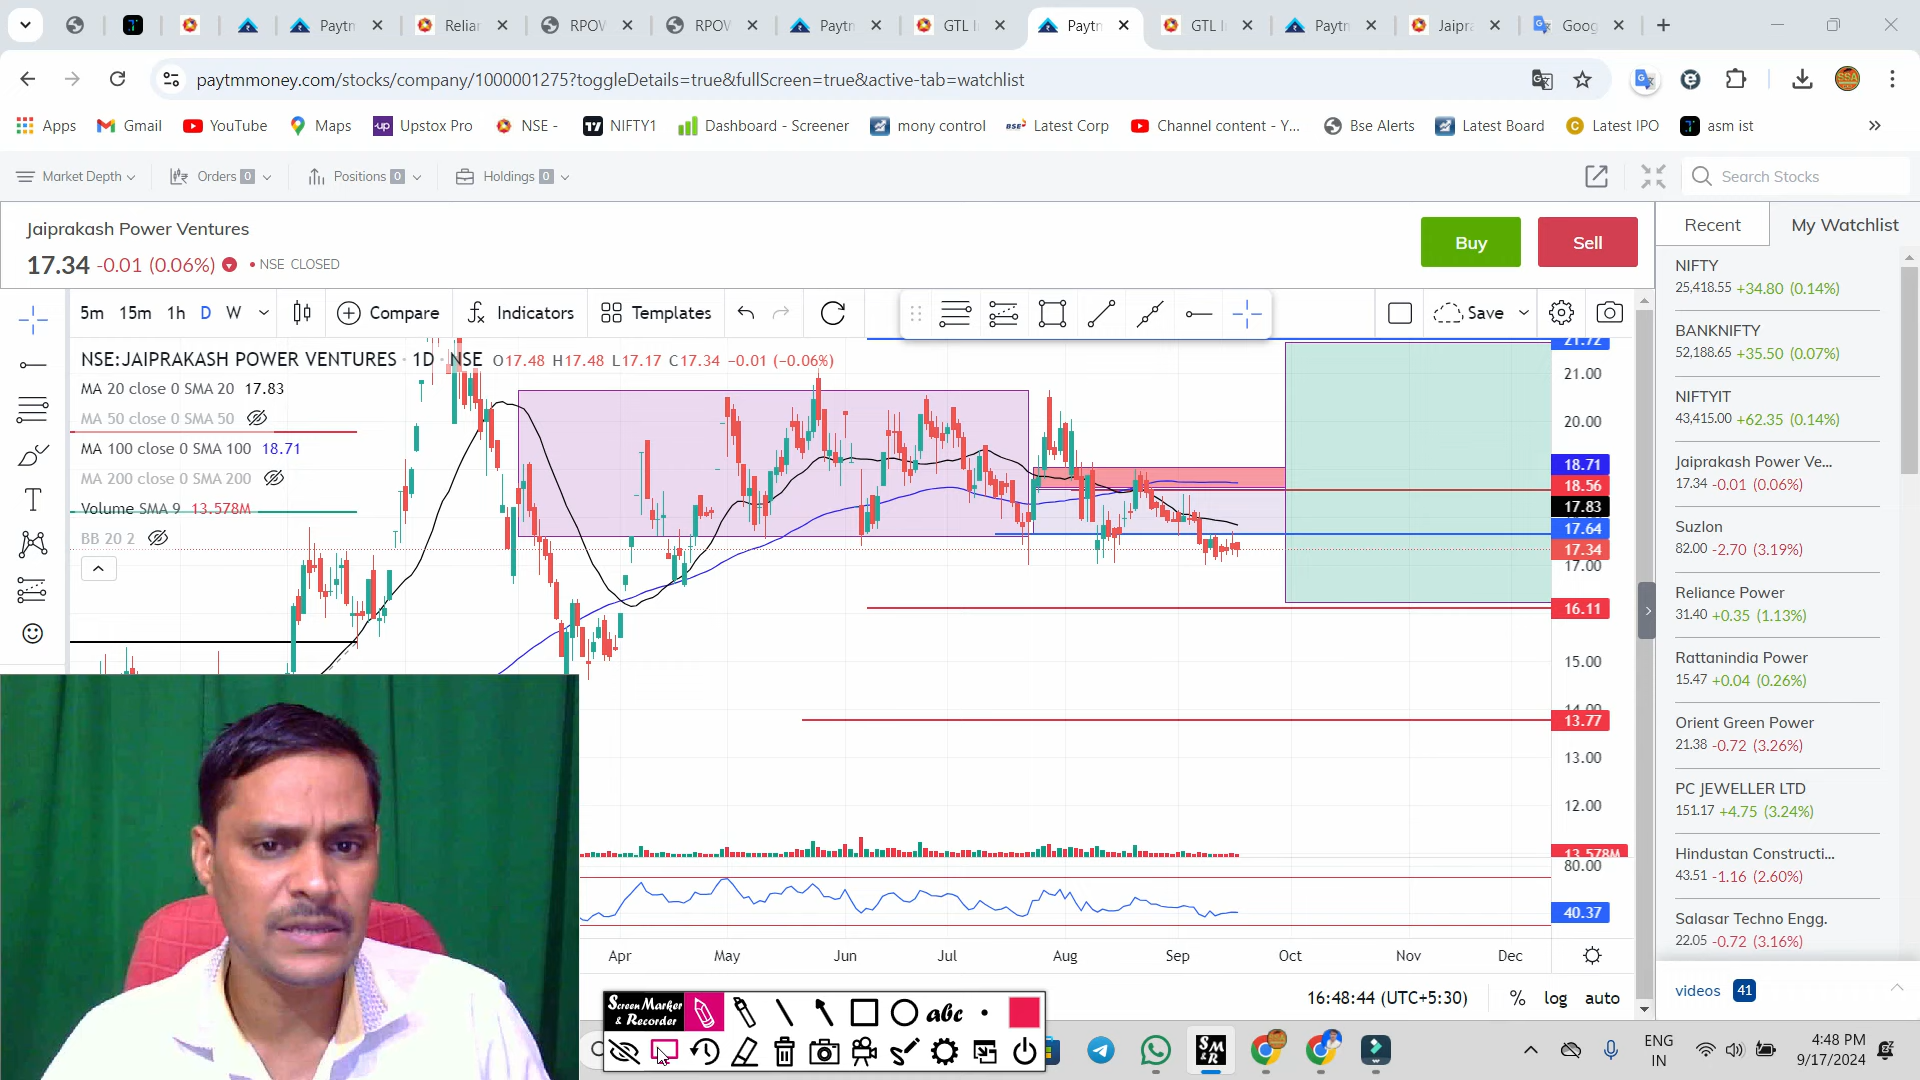 Paytm
Relia
RPOV
RPOV
Paytn
GTL I
Paytn
GTL I
Paytn
Jaipra
Goog
paytmmoney.com/stocks/company/1000001275?toggleDetails=true&fullScreen=true&active-tab=watchlist
Apps
Gmail
YouTube
Maps
up
Upstox Pro
NSE -
NIFTY1
Dashboard - Screener
mony control
BSE
Latest Corp
Channel content - Y...
Bse Alerts
Latest Board
Latest IPO
asm ist
Market Depth
Orders 0
Positions 0
Holdings 0
Search Stocks
Jaiprakash Power Ventures
17.34 -0.01 (0.06%) • NSE CLOSED
Buy
Sell
Recent
My Watchlist
5m 15m 1h D W
Compare
Indicators
Templates
Save
NSE:JAIPRAKASH POWER VENTURES · 1D · NSE O17.48 H17.48 L17.17 C17.34 −0.01 (−0.06%)
MA 20 close 0 SMA 20 17.83
MA 50 close 0 SMA 50
MA 100 close 0 SMA 100 18.71
MA 200 close 0 SMA 200
Volume SMA 9 13.578M
BB 20 2
21.72
21.00
20.00
18.71
18.56
17.83
17.64
17.34
17.00
16.11
15.00
14.00
13.77
13.00
12.00
13.578M
80.00
40.37
Apr May Jun Jul Aug Sep Oct Nov Dec
16:48:44 (UTC+5:30) % log auto
NIFTY
25,418.55 +34.80 (0.14%)
BANKNIFTY
52,188.65 +35.50 (0.07%)
NIFTYIT
43,415.00 +62.35 (0.14%)
Jaiprakash Power Ve...
17.34 -0.01 (0.06%)
Suzlon
82.00 -2.70 (3.19%)
Reliance Power
31.40 +0.35 (1.13%)
Rattanindia Power
15.47 +0.04 (0.26%)
Orient Green Power
21.38 -0.72 (3.26%)
PC JEWELLER LTD
151.17 +4.75 (3.24%)
Hindustan Constructi...
43.51 -1.16 (2.60%)
Salasar Techno Engg.
22.05 -0.72 (3.16%)
videos 41
Screen Marker
& Recorder
abc
SM
&R
ENG
IN
4:48 PM
9/17/2024